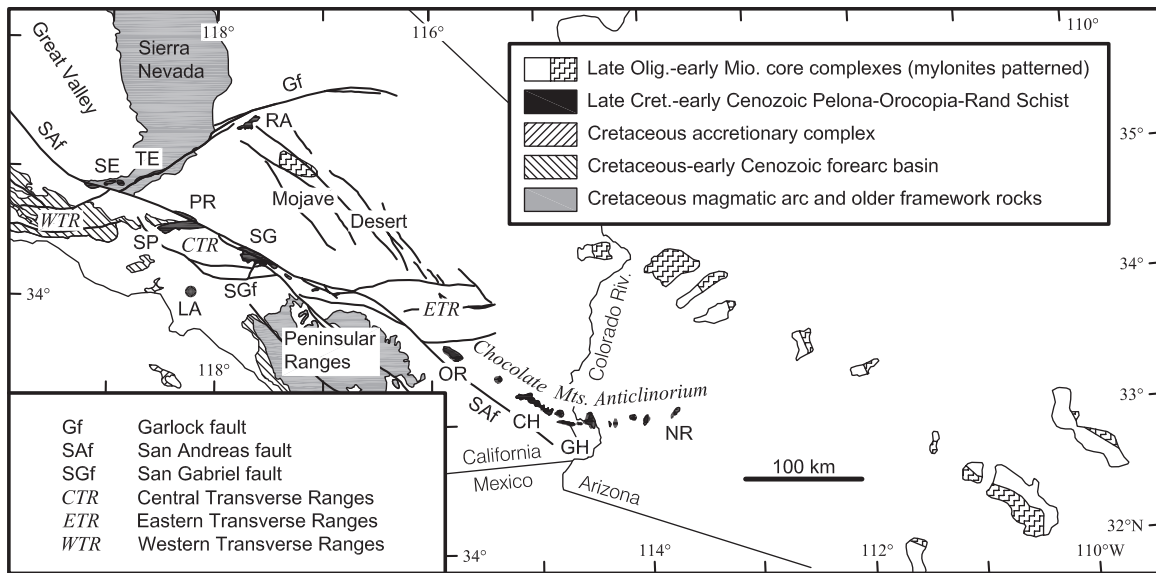 118°
116°
110°
Great Valley
Sierra
Nevada
Gf
SAf
RA
SE
TE
35°
Late Olig.-early Mio. core complexes (mylonites patterned)
Late Cret.-early Cenozoic Pelona-Orocopia-Rand Schist
Cretaceous accretionary complex
Cretaceous-early Cenozoic forearc basin
Cretaceous magmatic arc and older framework rocks
Mojave
Desert
PR
WTR
SP
CTR
SG
SGf
LA
34°
34°
ETR
Colorado Riv.
Peninsular
Ranges
118°
OR
Chocolate Mts. Anticlinorium
33°
SAf
CH
GH
NR
California
Mexico
Arizona
100 km
Gf Garlock fault
SAf San Andreas fault
SGf San Gabriel fault
CTR Central Transverse Ranges
ETR Eastern Transverse Ranges
WTR Western Transverse Ranges
34°
32°N
114°
112°
110°W